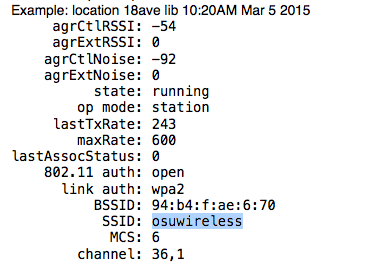 Example: location 18ave lib 10:20AM Mar 5 2015
agrCtlRSSI: -54
agrExtRSSI: 0
agrCtlNoise: -92
agrExtNoise: 0
state: running
op mode: station
lastTxRate: 243
maxRate: 600
lastAssocStatus: 0
802.11 auth: open
link auth: wpa2
BSSID: 94:b4:f:ae:6:70
SSID: osuwireless
MCS: 6
channel: 36,1